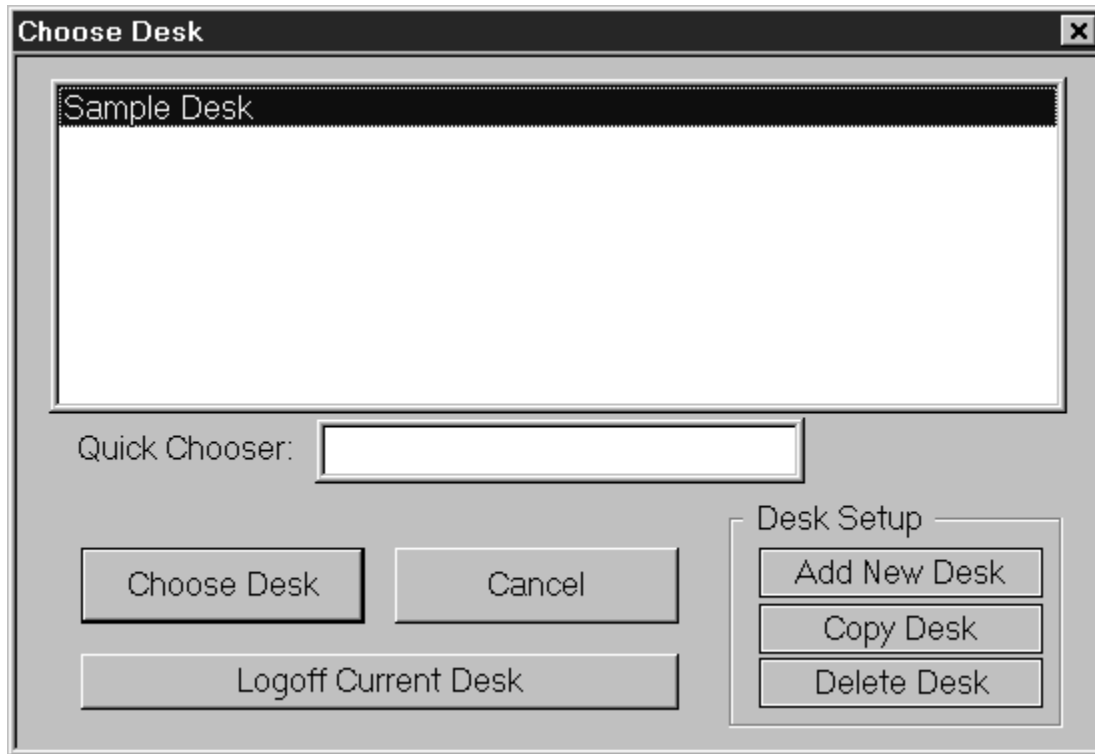 Choose Desk
Sample Desk
Quick Chooser:
Desk Setup
Choose Desk
Cancel
Add New Desk
Copy Desk
Logoff Current Desk
Delete Desk